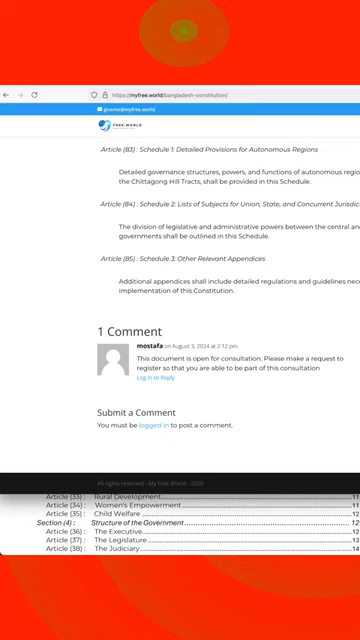 https://myfree.world/bangladesh-constitution/
giveme@myfree.world
FREE.WORLD
Article (83) : Schedule 1: Detailed Provisions for Autonomous Regions
Detailed governance structures, powers, and functions of autonomous
the Chittagong Hill Tracts, shall be provided in this Schedule.
Article (84) : Schedule 2: Lists of Subjects for Union, State, and Concurrent
The division of legislative and administrative powers between the central
governments shall be outlined in this Schedule.
Article (85) : Schedule 3: Other Relevant Appendices
Additional appendices shall include detailed regulations and guidelines
implementation of this Constitution.
1 Comment
mostafa on August 3, 2024 at 2:12 pm
This document is open for consultation. Please make a request to
register so that you are able to be part of this consultation
Log in to Reply
Submit a Comment
You must be logged in to post a comment.
All rights reserved - My Free World - 2020
Article (33) : Rural Development 11
Article (34) : Women's Empowerment 11
Article (35) : Child Welfare 12
Section (4) : Structure of the Government 12
Article (36) : The Executive 12
Article (37) : The Legislature 13
Article (38) : The Judiciary 14